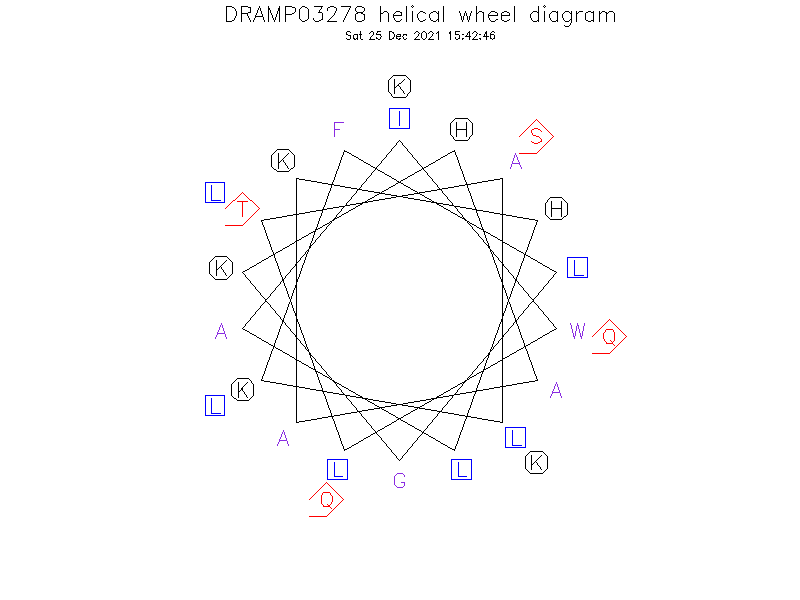 DRAMP03278 helical wheel diagram
Sat 25 Dec 2021 15:42:46
K
I
F
H
S
A
K
L
T
H
K
L
A
W
Q
K
A
L
A
L
K
L
L
G
Q